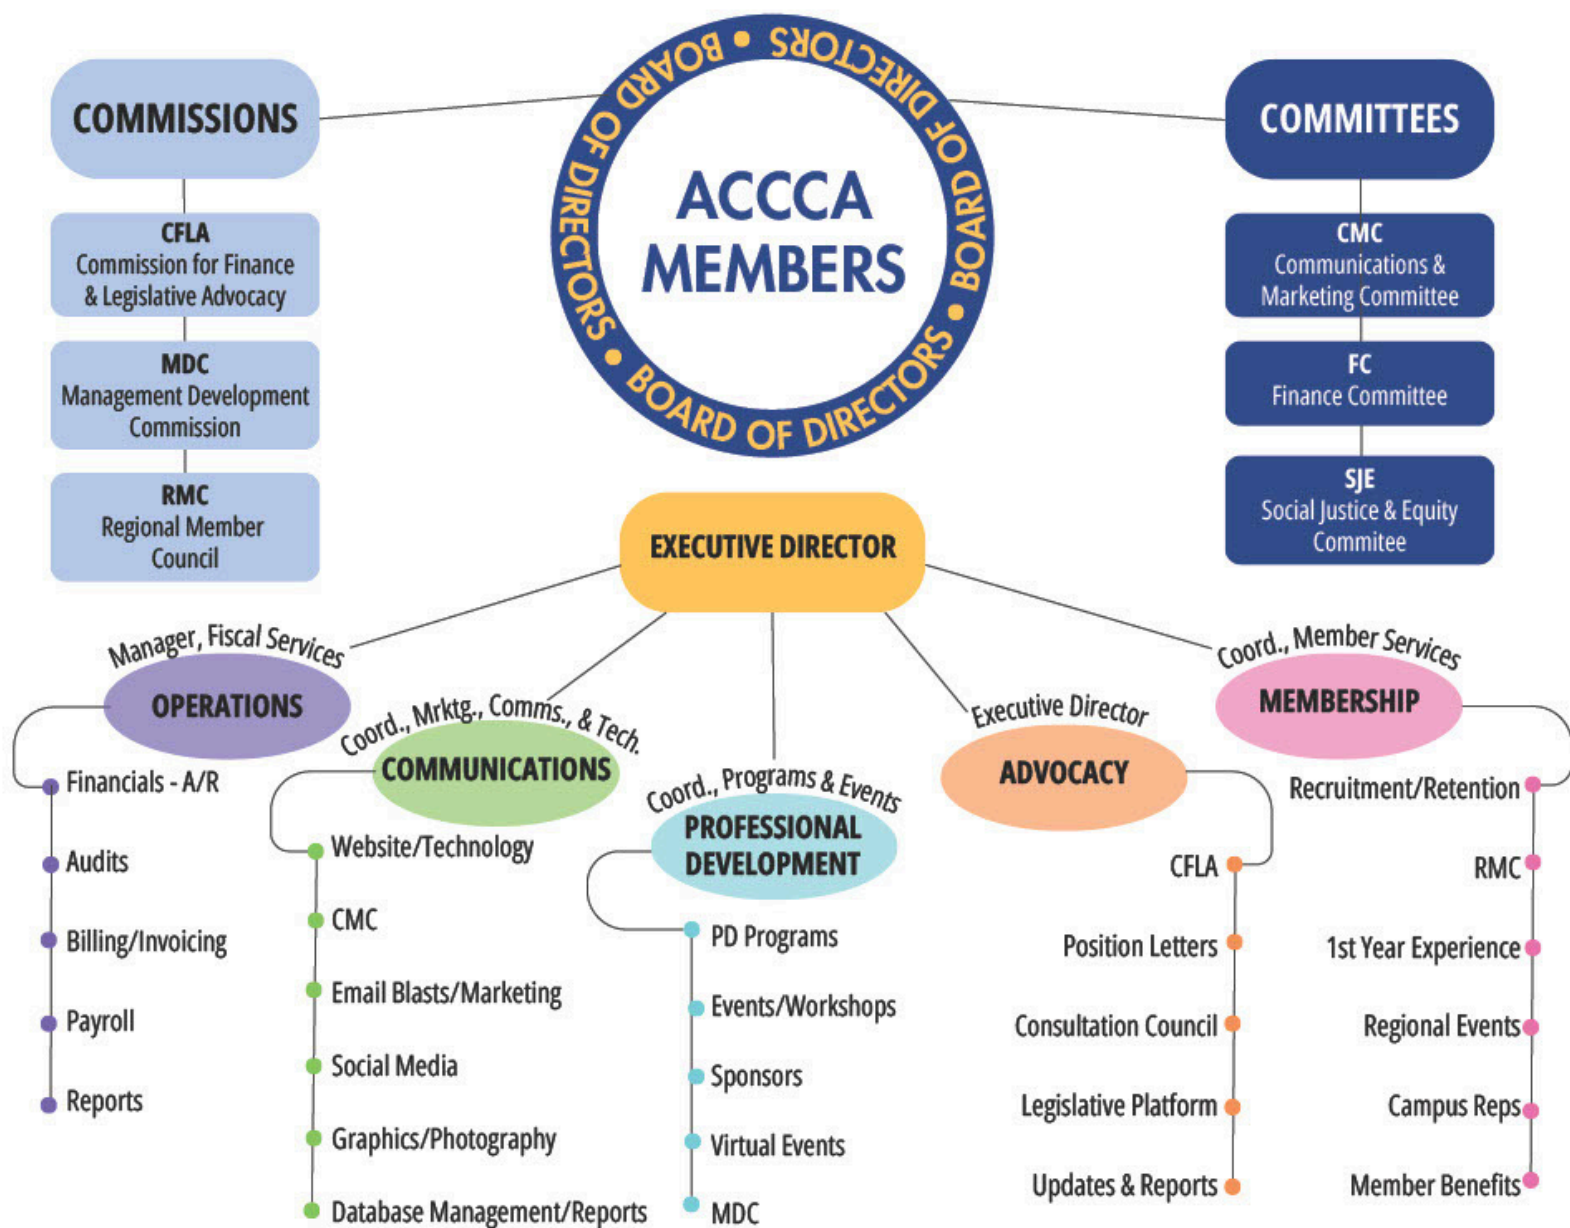 BOARD OF DIRECTORS • BOARD OF DIRECTORS • BOARD OF DIRECTORS •
ACCCA
MEMBERS
COMMISSIONS
CFLA
Commission for Finance
& Legislative Advocacy
MDC
Management Development
Commission
RMC
Regional Member
Council
COMMITTEES
CMC
Communications &
Marketing Committee
FC
Finance Committee
SJE
Social Justice & Equity
Commitee
EXECUTIVE DIRECTOR
Manager, Fiscal Services
OPERATIONS
Financials - A/R
Audits
Billing/Invoicing
Payroll
Reports
Coord., Mrktg., Comms., & Tech.
COMMUNICATIONS
Website/Technology
CMC
Email Blasts/Marketing
Social Media
Graphics/Photography
Database Management/Reports
Coord., Programs & Events
PROFESSIONAL
DEVELOPMENT
PD Programs
Events/Workshops
Sponsors
Virtual Events
MDC
Executive Director
ADVOCACY
CFLA
Position Letters
Consultation Council
Legislative Platform
Updates & Reports
Coord., Member Services
MEMBERSHIP
Recruitment/Retention
RMC
1st Year Experience
Regional Events
Campus Reps
Member Benefits